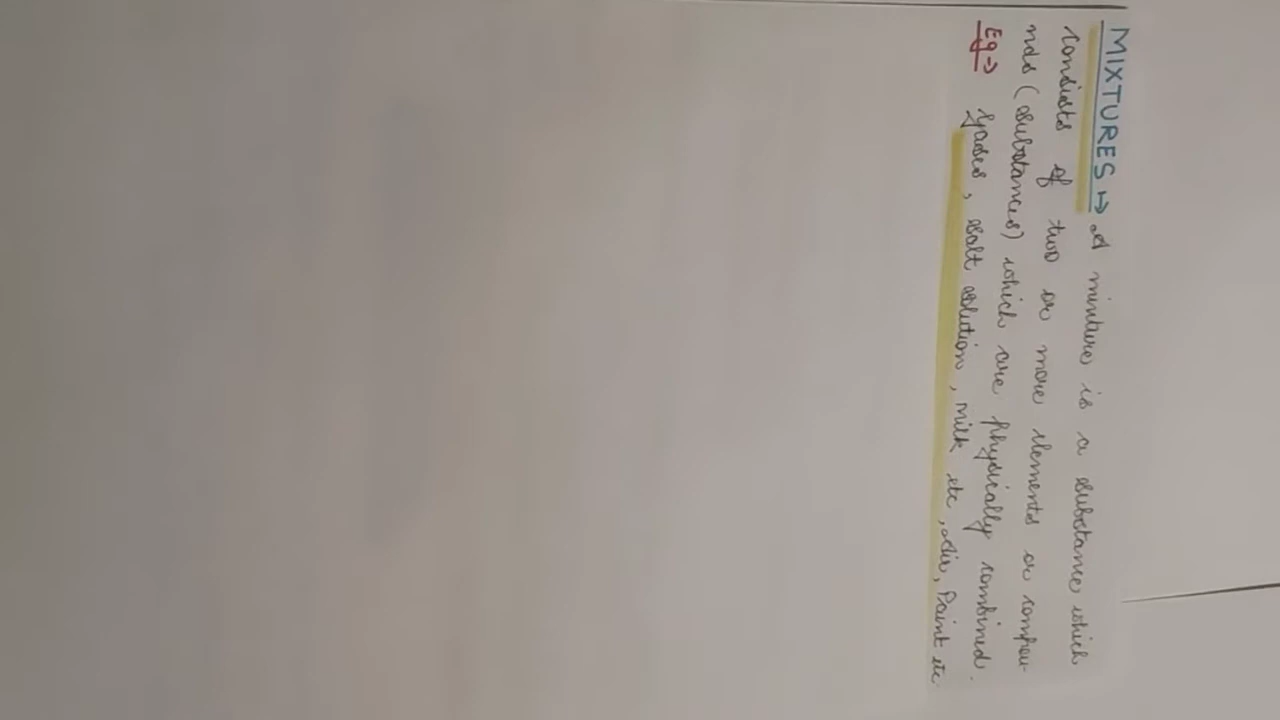 MIXTURES → A mixture is a substance which
consists of two or more elements or compou-
nds (substances) which are physically combined.
Eg→ Gases, salt solution, Milk etc, Air, Paint etc